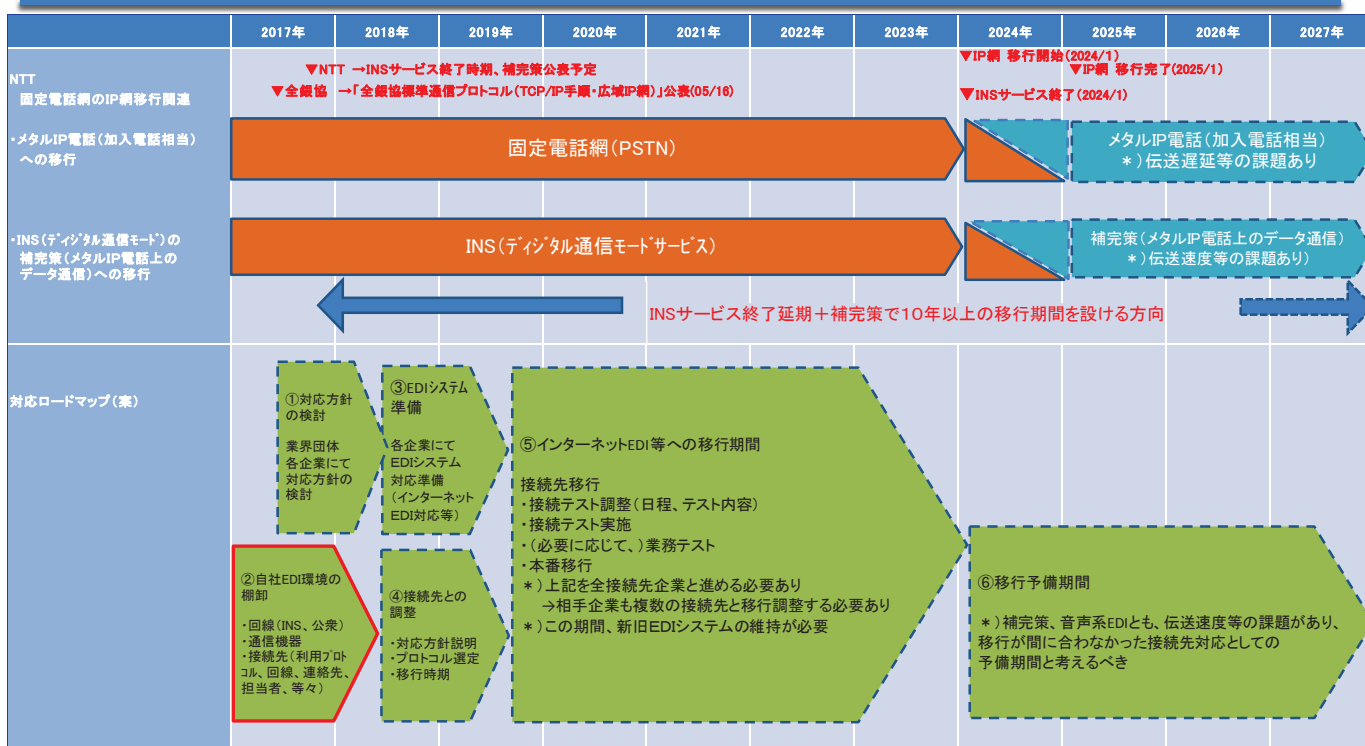 2017年 2018年 2019年 2020年 2021年 2022年 2023年 2024年 2025年 2026年 2027年
NTT
固定電話網のIP網移行関連
▼NTT →INSサービス終了時期、補完策公表予定
▼全銀協 →「全銀協標準通信プロトコル(TCP/IP手順・広域IP網)」公表(05/16)
▼IP網 移行開始(2024/1)
▼IP網 移行完了(2025/1)
▼INSサービス終了(2024/1)
・メタルIP電話(加入電話相当)
への移行
固定電話網(PSTN)
メタルIP電話(加入電話相当)
*)伝送遅延等の課題あり
・INS(ディジタル通信モード)の
補完策(メタルIP電話上の
データ通信)への移行
INS(ディジタル通信モードサービス)
補完策(メタルIP電話上のデータ通信)
*)伝送速度等の課題あり)
INSサービス終了延期+補完策で10年以上の移行期間を設ける方向
対応ロードマップ(案)
①対応方針
の検討
業界団体
各企業にて
対応方針の
検討
②自社EDI環境の
棚卸
・回線(INS、公衆)
・通信機器
・接続先(利用プロト
コル、回線、連絡先、
担当者、等々)
③EDIシステム
準備
各企業にて
EDIシステム
対応準備
(インターネット
EDI対応等)
④接続先との
調整
・対応方針説明
・プロトコル選定
・移行時期
⑤インターネットEDI等への移行期間
接続先移行
・接続テスト調整(日程、テスト内容)
・接続テスト実施
・(必要に応じて、)業務テスト
・本番移行
*)上記を全接続先企業と進める必要あり
→相手企業も複数の接続先と移行調整する必要あり
*)この期間、新旧EDIシステムの維持が必要
⑥移行予備期間
*)補完策、音声系EDIとも、伝送速度等の課題があり、
移行が間に合わなかった接続先対応としての
予備期間と考えるべき